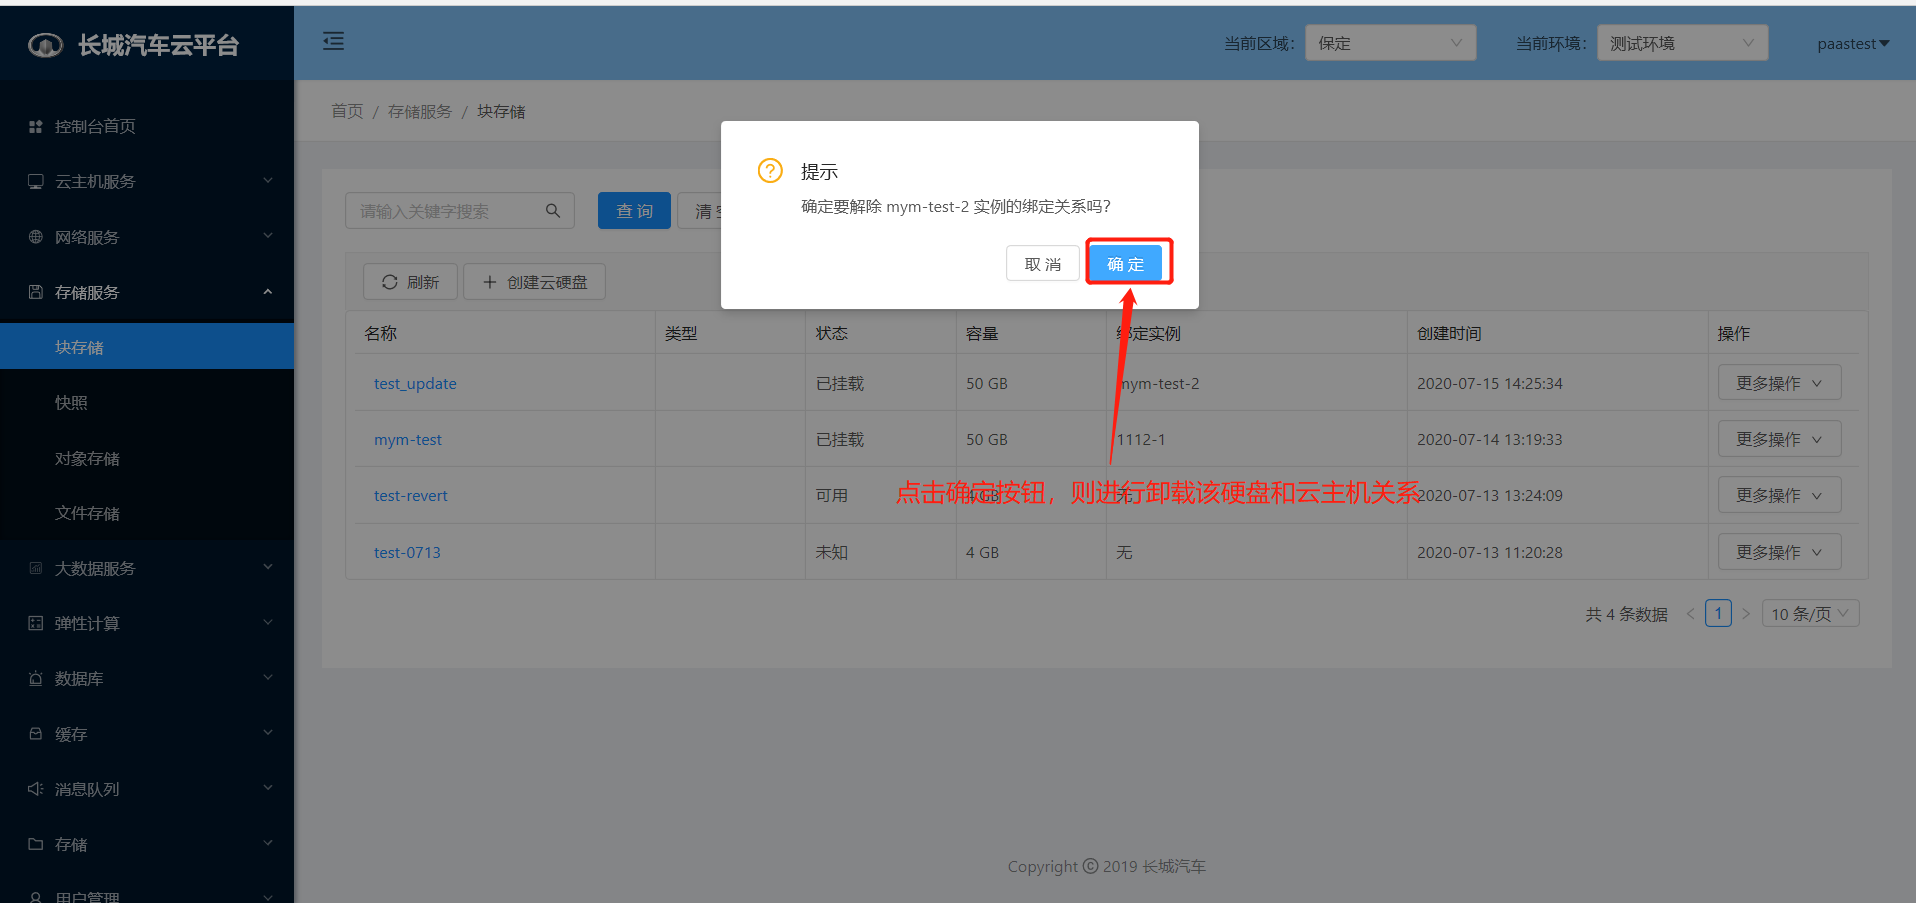 长城汽车云平台
当前区域：
保定
当前环境：
测试环境
paastest
控制台首页
云主机服务
网络服务
存储服务
块存储
快照
对象存储
文件存储
大数据服务
弹性计算
数据库
缓存
消息队列
存储
用户管理
首页 / 存储服务 / 块存储
请输入关键字搜索
查 询
清
提示
确定要解除 mym-test-2 实例的绑定关系吗?
取 消
确 定
刷新
创建云硬盘
名称 类型 状态 容量 绑定实例 创建时间 操作
test_update 已挂载 50 GB mym-test-2 2020-07-15 14:25:34 更多操作
mym-test 已挂载 50 GB 1112-1 2020-07-14 13:19:33 更多操作
test-revert 可用 4 GB 无 2020-07-13 13:24:09 更多操作
点击确定按钮，则进行卸载该硬盘和云主机关系
test-0713 未知 4 GB 无 2020-07-13 11:20:28 更多操作
共 4 条数据 < 1 > 10 条/页
Copyright © 2019 长城汽车